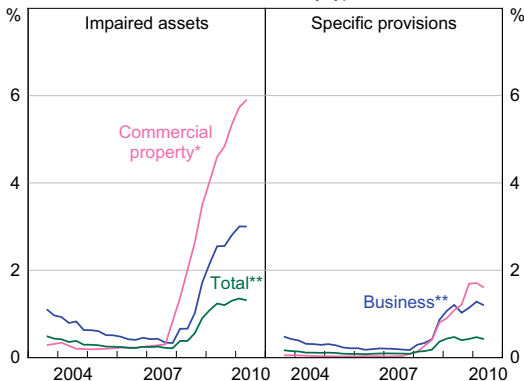 %
Impaired assets
Specific provisions
%
6
6
Commercial
property*
4
4
2
2
Total**
Business**
0
0
2004
2007
2010
2004
2007
2010